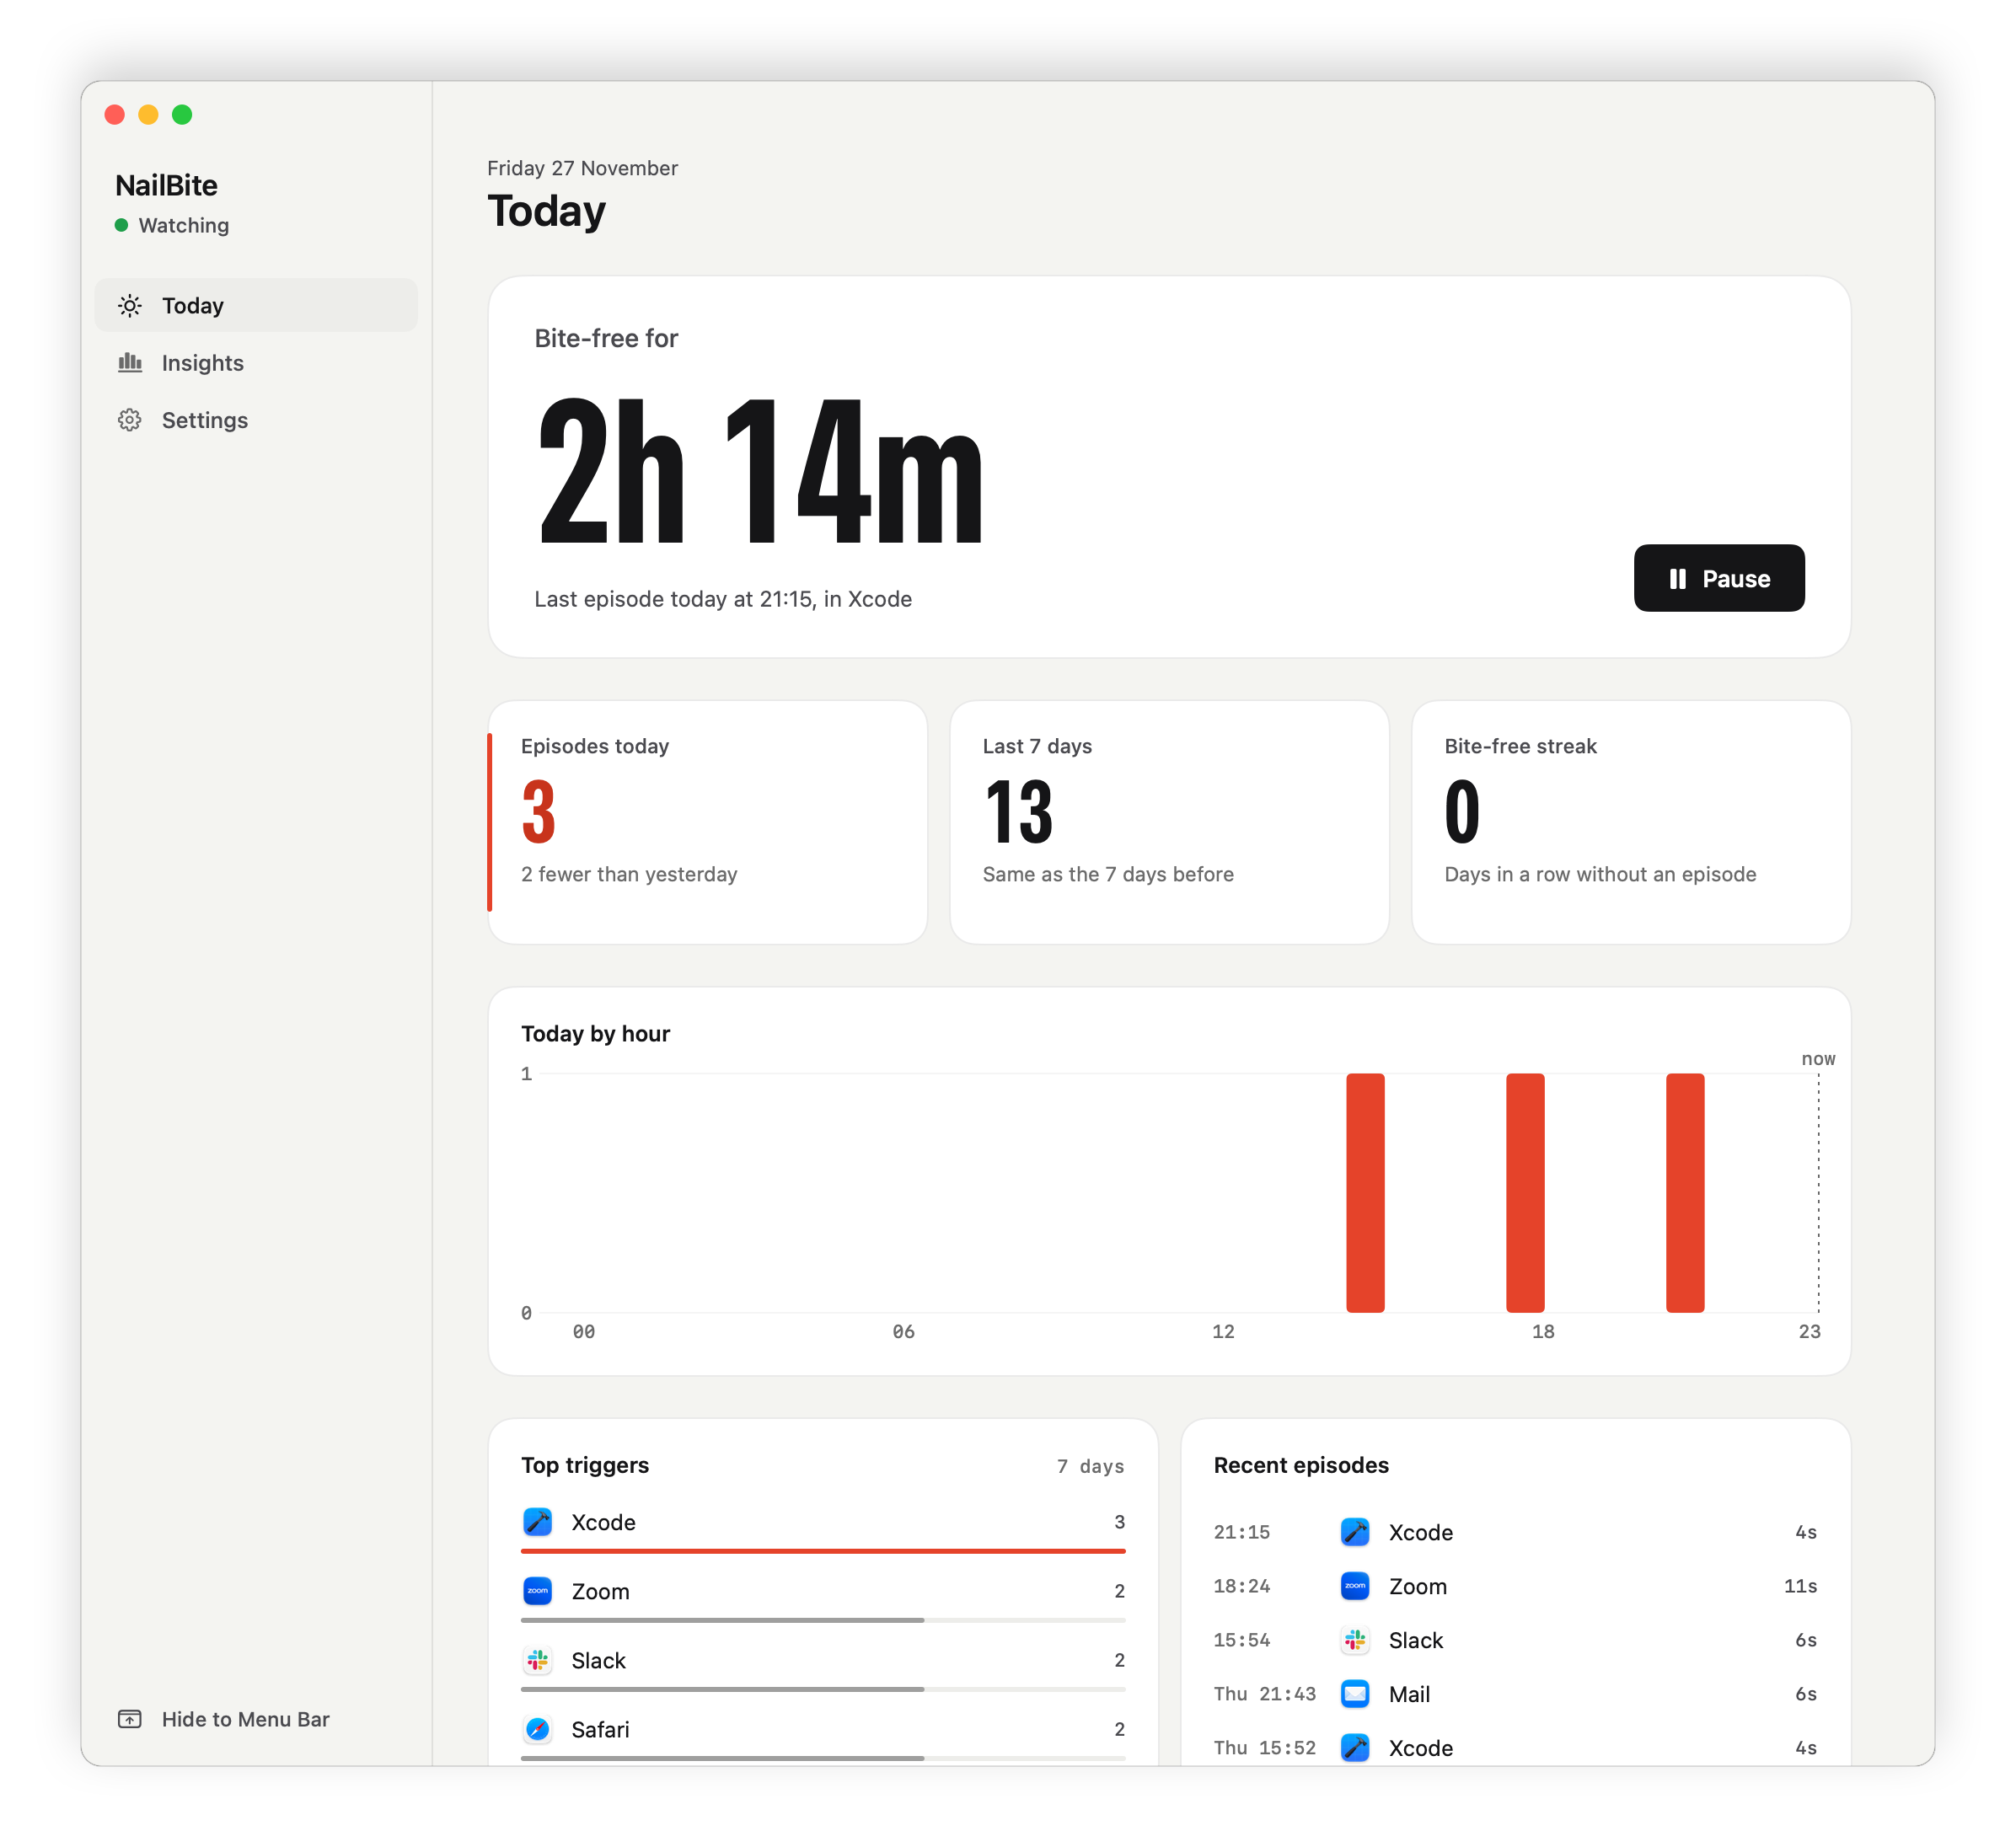 NailBite
Watching
Today
Insights
Settings
Hide to Menu Bar
Friday 27 November
Today
Bite-free for
2h 14m
Last episode today at 21:15, in Xcode
Pause
Episodes today
3
2 fewer than yesterday
Last 7 days
13
Same as the 7 days before
Bite-free streak
0
Days in a row without an episode
Today by hour
now
1
0
00 06 12 18 23
Top triggers 7 days
Xcode 3
zoom Zoom 2
Slack 2
Safari 2
Recent episodes
21:15 Xcode 4s
18:24 zoom Zoom 11s
15:54 Slack 6s
Thu 21:43 Mail 6s
Thu 15:52 Xcode 4s